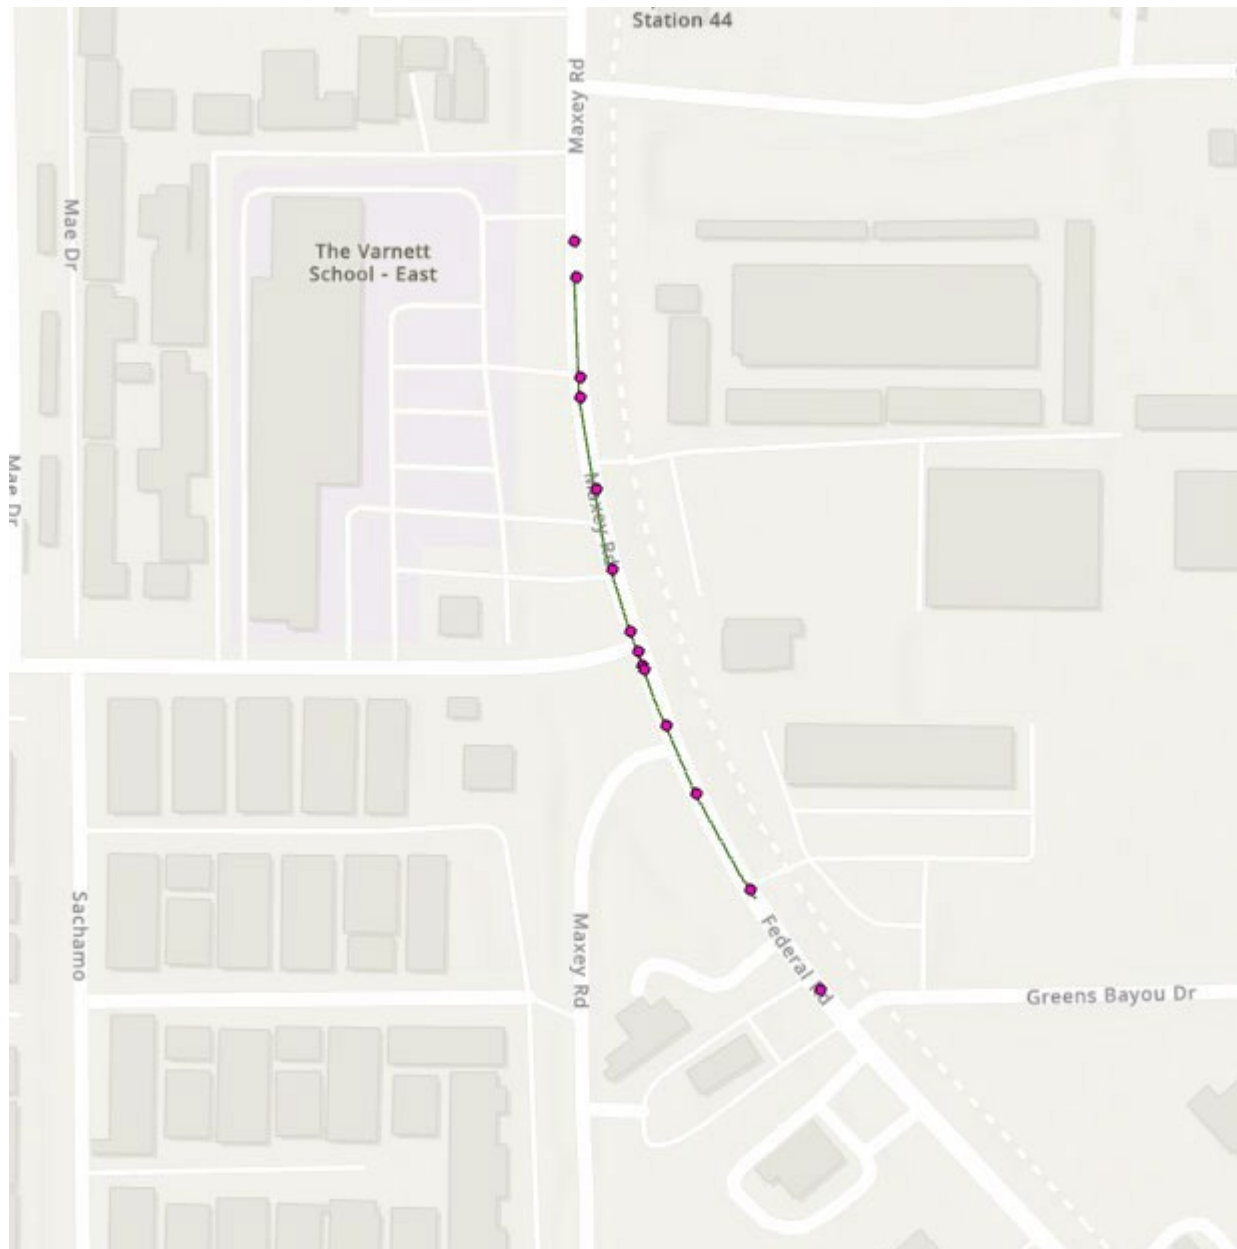 Station 44
Maxey Rd
Mae Dr
The Varnett
School - East
Mae Dr
Maxey Rd
Sachamo
Maxey Rd
Federal Rd
Greens Bayou Dr